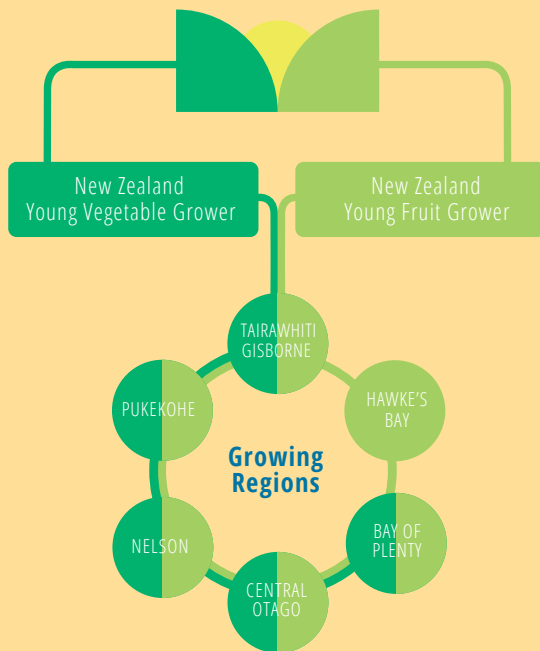 New Zealand
Young Vegetable Grower
New Zealand
Young Fruit Grower
TAIRAWHITI
GISBORNE
PUKEKOHE
HAWKE'S
BAY
Growing
Regions
NELSON
BAY OF
PLENTY
CENTRAL
OTAGO